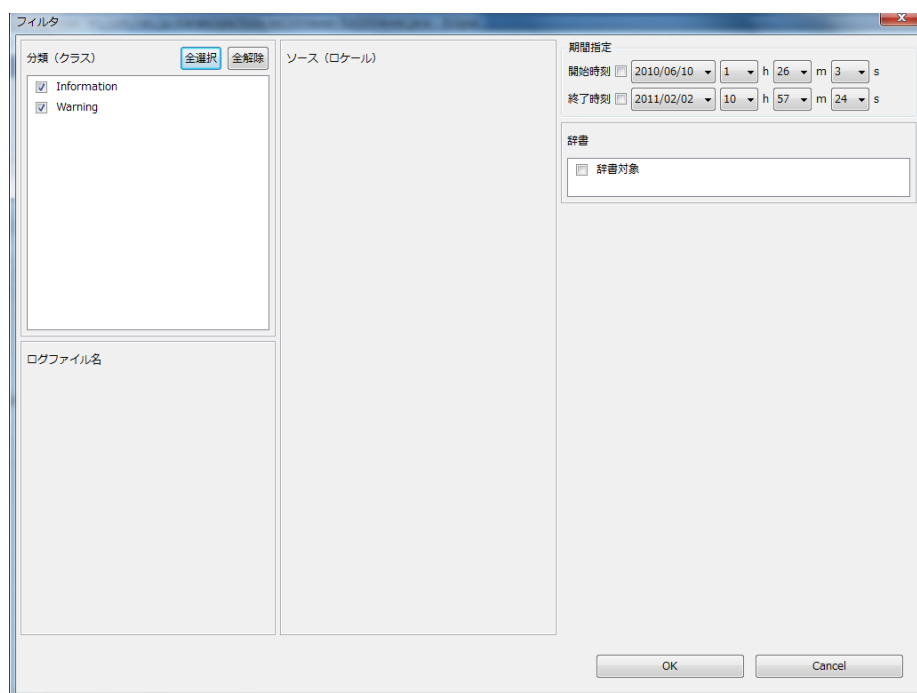 フィルタ
分類（クラス） 全選択 全解除
Information
Warning
ログファイル名
ソース（ロケール）
期間指定
開始時刻 2010/06/10 1 h 26 m 3 s
終了時刻 2011/02/02 10 h 57 m 24 s
辞書
辞書対象
OK Cancel